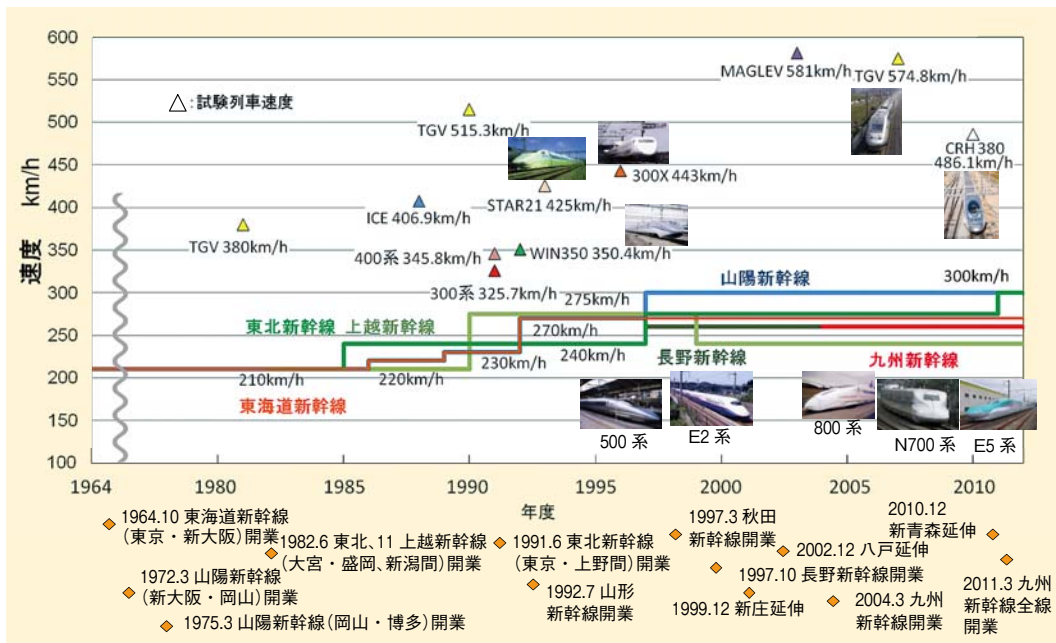 600
550
500
450
400
350
300
250
200
150
100
速度 km/h
△:試験列車速度
MAGLEV 581km/h
TGV 574.8km/h
TGV 515.3km/h
CRH 380
486.1km/h
300X 443km/h
STAR21 425km/h
ICE 406.9km/h
TGV 380km/h
400系 345.8km/h
WIN350 350.4km/h
300系 325.7km/h
275km/h
山陽新幹線
300km/h
東北新幹線 上越新幹線
270km/h
230km/h
240km/h
長野新幹線
九州新幹線
210km/h
220km/h
東海道新幹線
500 系
E2 系
800 系
N700 系
E5 系
1964
1980
1985
1990
1995
2000
2005
2010
年度
1964.10 東海道新幹線
(東京・新大阪)開業
1972.3 山陽新幹線
(新大阪・岡山)開業
1975.3 山陽新幹線(岡山・博多)開業
1982.6 東北、11 上越新幹線
(大宮・盛岡、新潟間)開業
1991.6 東北新幹線
(東京・上野間)開業
1992.7 山形
新幹線開業
1997.3 秋田
新幹線開業
1997.10 長野新幹線開業
1999.12 新庄延伸
2002.12 八戸延伸
2004.3 九州
新幹線開業
2010.12
新青森延伸
2011.3 九州
新幹線全線
開業